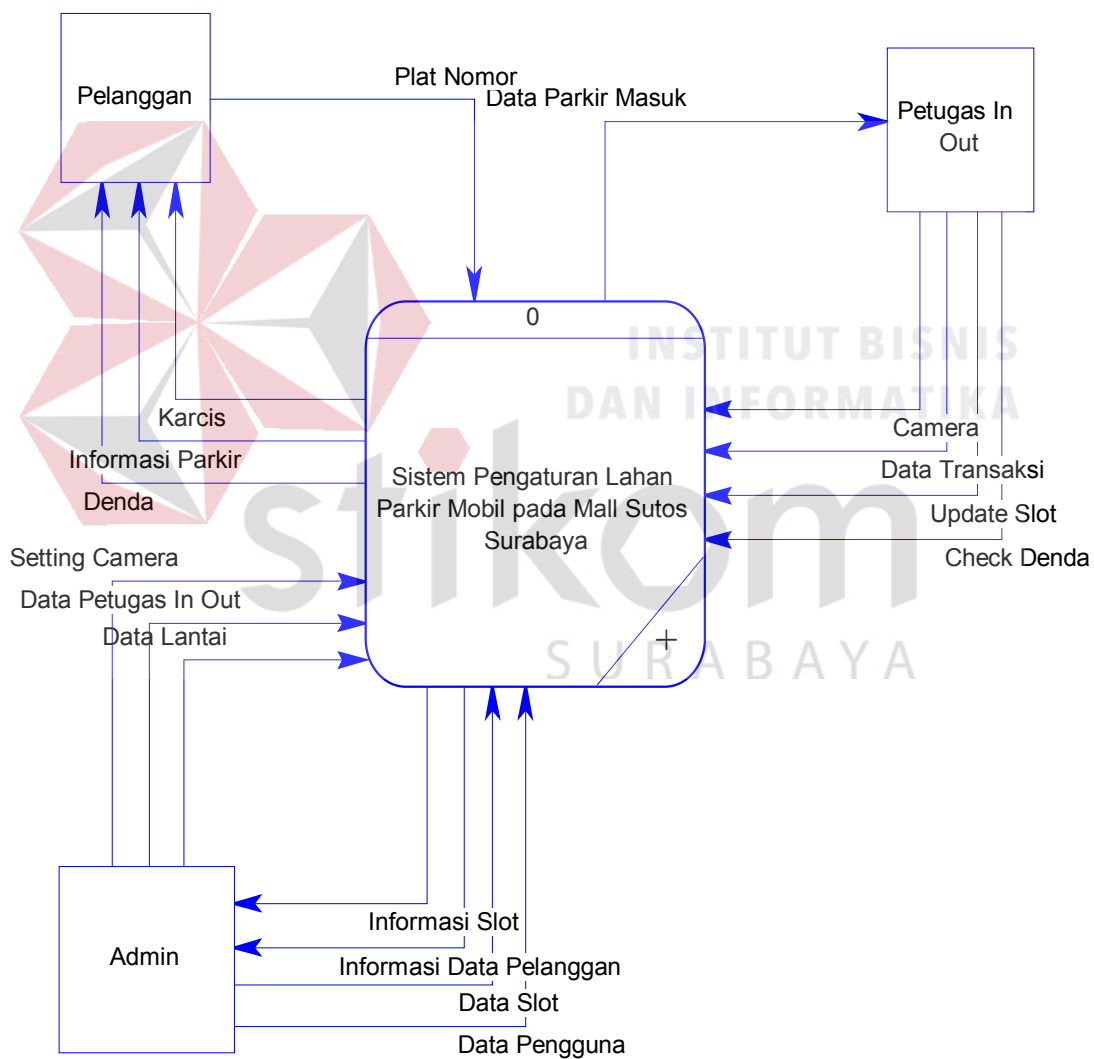 Pelanggan
Plat Nomor
Data Parkir Masuk
Petugas In
Out
0
INSTITUT BISNIS
DAN INFORMATIKA
stikom
SURABAYA
Karcis
Informasi Parkir
Denda
Sistem Pengaturan Lahan
Parkir Mobil pada Mall Sutos
Surabaya
Camera
Data Transaksi
Update Slot
Check Denda
Setting Camera
Data Petugas In Out
Data Lantai
Admin
Informasi Slot
Informasi Data Pelanggan
Data Slot
Data Pengguna